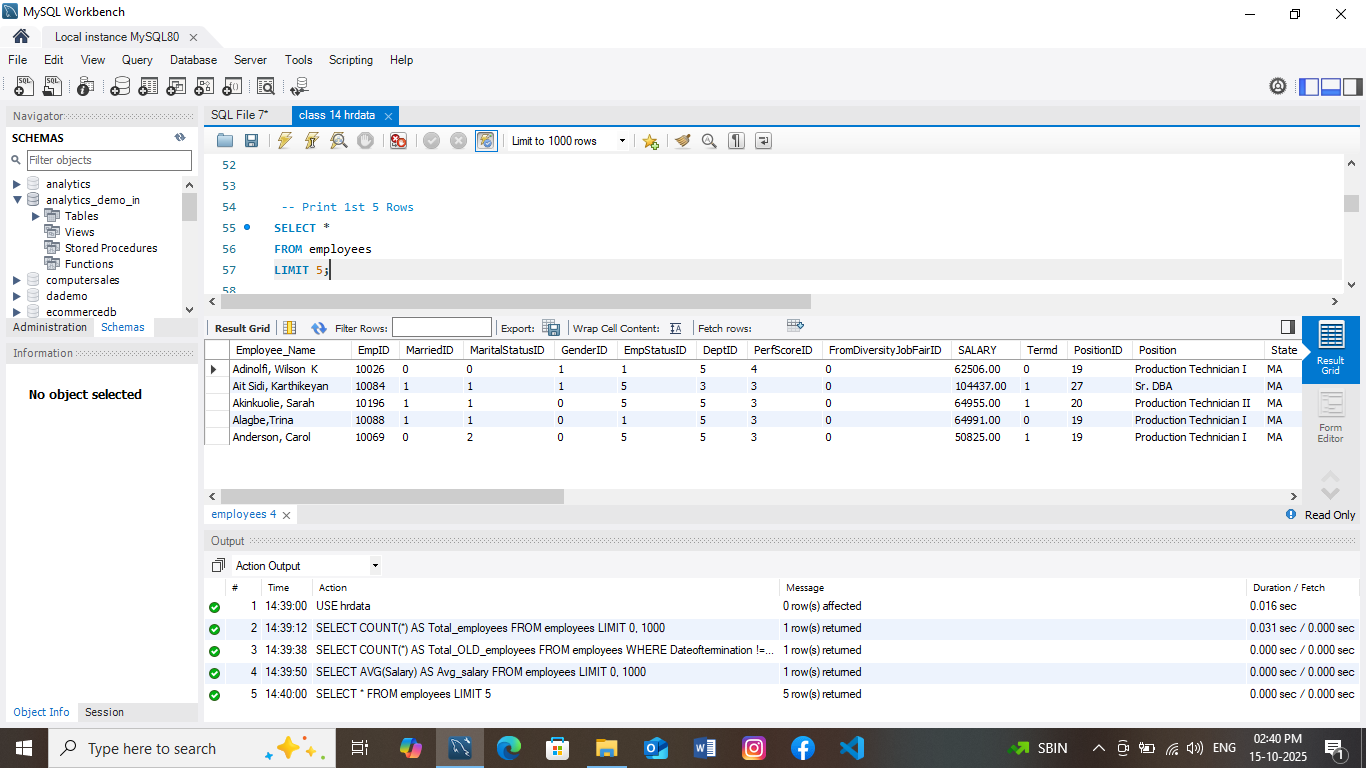 MySQL Workbench
Local instance MySQL80
File Edit View Query Database Server Tools Scripting Help
Navigator
SCHEMAS
Filter objects
analytics
analytics_demo_in
Tables
Views
Stored Procedures
Functions
computersales
dademo
ecommercedb
Administration Schemas
Information
No object selected
Object Info Session
SQL File 7* class 14 hrdata
Limit to 1000 rows
52
53
54 -- Print 1st 5 Rows
55 SELECT *
56 FROM employees
57 LIMIT 5;
58
Result Grid Filter Rows: Export: Wrap Cell Content: Fetch rows:
Employee_Name EmpID MarriedID MaritalStatusID GenderID EmpStatusID DeptID PerfScoreID FromDiversityJobFairID SALARY Termd PositionID Position State
Adinolfi, Wilson K 10026 0 0 1 1 5 4 0 62506.00 0 19 Production Technician I MA
Ait Sidi, Karthikeyan 10084 1 1 1 5 3 3 0 104437.00 1 27 Sr. DBA MA
Akinkuolie, Sarah 10196 1 1 0 5 5 3 0 64955.00 1 20 Production Technician II MA
Alagbe,Trina 10088 1 1 0 1 5 3 0 64991.00 0 19 Production Technician I MA
Anderson, Carol 10069 0 2 0 5 5 3 0 50825.00 1 19 Production Technician I MA
Result
Grid
Form
Editor
employees 4
Read Only
Output
Action Output
# Time Action Message Duration / Fetch
1 14:39:00 USE hrdata 0 row(s) affected 0.016 sec
2 14:39:12 SELECT COUNT(*) AS Total_employees FROM employees LIMIT 0, 1000 1 row(s) returned 0.031 sec / 0.000 sec
3 14:39:38 SELECT COUNT(*) AS Total_OLD_employees FROM employees WHERE Dateoftermination !=... 1 row(s) returned 0.000 sec / 0.000 sec
4 14:39:50 SELECT AVG(Salary) AS Avg_salary FROM employees LIMIT 0, 1000 1 row(s) returned 0.000 sec / 0.000 sec
5 14:40:00 SELECT * FROM employees LIMIT 5 5 row(s) returned 0.000 sec / 0.000 sec
Type here to search
SBIN
ENG
02:40 PM
15-10-2025
1